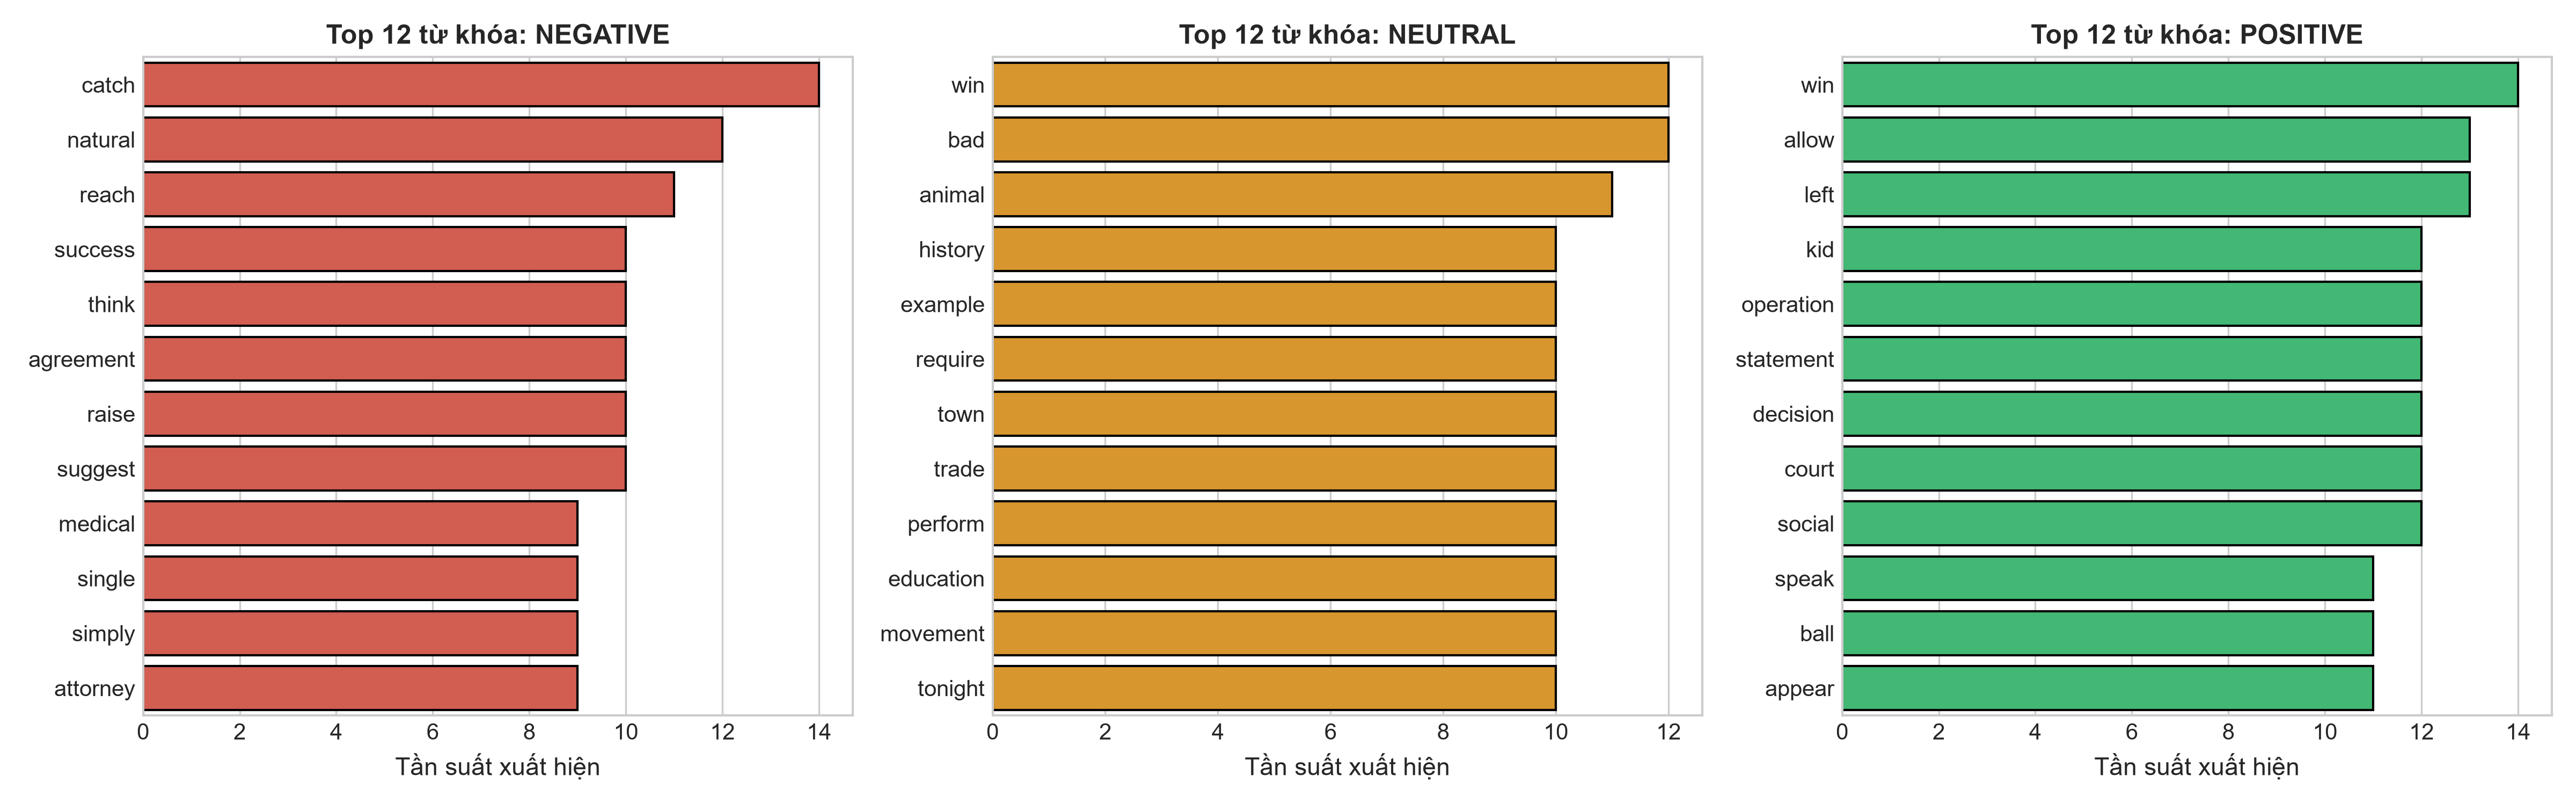 Top 12 từ khóa: NEGATIVE
catch
natural
reach
success
think
agreement
raise
suggest
medical
single
simply
attorney
0 2 4 6 8 10 12 14
Tần suất xuất hiện
Top 12 từ khóa: NEUTRAL
win
bad
animal
history
example
require
town
trade
perform
education
movement
tonight
0 2 4 6 8 10 12
Tần suất xuất hiện
Top 12 từ khóa: POSITIVE
win
allow
left
kid
operation
statement
decision
court
social
speak
ball
appear
0 2 4 6 8 10 12 14
Tần suất xuất hiện